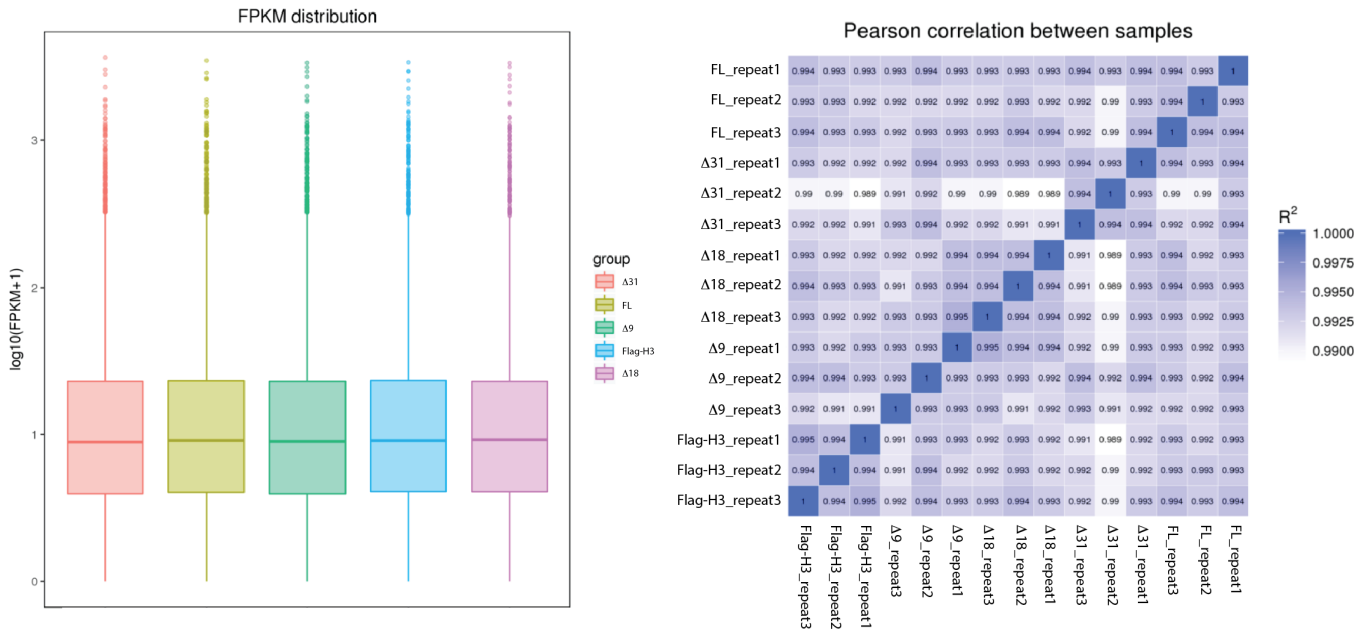 FPKM distribution
log10(FPKM+1)
3
2
1
0
group
Δ31
FL
Δ9
Flag-H3
Δ18
Pearson correlation between samples
FL_repeat1 0.994 0.993 0.993 0.993 0.994 0.993 0.993 0.993 0.993 0.994 0.993 0.994 0.994 0.993 1
FL_repeat2 0.993 0.993 0.992 0.992 0.992 0.992 0.992 0.993 0.992 0.992 0.99 0.993 0.994 1 0.993
FL_repeat3 0.994 0.993 0.993 0.992 0.993 0.993 0.993 0.994 0.994 0.992 0.99 0.994 1 0.994 0.994
Δ31_repeat1 0.993 0.992 0.992 0.992 0.994 0.993 0.993 0.993 0.993 0.994 0.993 1 0.994 0.993 0.994
Δ31_repeat2 0.99 0.99 0.989 0.991 0.992 0.99 0.99 0.989 0.989 0.994 1 0.993 0.99 0.99 0.993
Δ31_repeat3 0.992 0.992 0.991 0.993 0.994 0.992 0.992 0.991 0.991 1 0.994 0.994 0.992 0.992 0.994
Δ18_repeat1 0.993 0.992 0.992 0.992 0.993 0.994 0.994 0.994 1 0.991 0.989 0.993 0.994 0.992 0.993
Δ18_repeat2 0.994 0.993 0.993 0.991 0.993 0.994 0.994 1 0.994 0.991 0.989 0.993 0.994 0.993 0.993
Δ18_repeat3 0.993 0.992 0.992 0.993 0.993 0.995 1 0.994 0.994 0.992 0.99 0.993 0.993 0.992 0.993
Δ9_repeat1 0.993 0.992 0.993 0.993 0.993 1 0.995 0.994 0.994 0.992 0.99 0.993 0.993 0.992 0.993
Δ9_repeat2 0.994 0.994 0.993 0.993 1 0.993 0.993 0.993 0.993 0.994 0.992 0.994 0.993 0.992 0.994
Δ9_repeat3 0.992 0.991 0.991 1 0.993 0.993 0.993 0.991 0.992 0.993 0.991 0.992 0.992 0.992 0.993
Flag-H3_repeat1 0.995 0.994 1 0.991 0.993 0.993 0.992 0.993 0.992 0.991 0.989 0.992 0.993 0.992 0.993
Flag-H3_repeat2 0.994 1 0.994 0.991 0.994 0.992 0.992 0.993 0.992 0.992 0.99 0.992 0.993 0.993 0.993
Flag-H3_repeat3 1 0.994 0.995 0.992 0.994 0.993 0.993 0.994 0.993 0.992 0.99 0.993 0.994 0.993 0.994
Flag-H3_repeat3
Flag-H3_repeat2
Flag-H3_repeat1
Δ9_repeat3
Δ9_repeat2
Δ9_repeat1
Δ18_repeat3
Δ18_repeat2
Δ18_repeat1
Δ31_repeat3
Δ31_repeat2
Δ31_repeat1
FL_repeat3
FL_repeat2
FL_repeat1
R²
1.0000
0.9975
0.9950
0.9925
0.9900